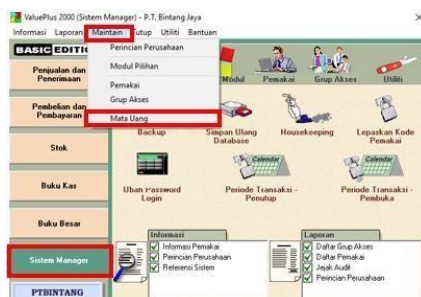 ValuePlus 2000 (Sistem Manager) - P.T. Bintang Jaya
Informasi Laporan Maintain Tutup Utiliti Bantuan
BASIC EDITI
Perincian Perusahaan
Modul Pilihan
Pemakai
Grup Akses
Mata Uang
Modul
Pemakai
Grup Akses
Utiliti
Penjualan dan Penerimaan
Pembelian dan Pembayaran
Stok
Buku Kas
Buku Besar
Sistem Manager
PTBINTANG
Backup
Simpan Ulang Database
Housekeeping
Lepaskan Kode Pemakai
Ubah Password Login
Calendar
Periode Transaksi - Penutup
Calendar
Periode Transaksi - Pembuka
Informasi
Informasi Pemakai
Perincian Perusahaan
Referensi Sistem
Laporan
Daftar Grup Akses
Daftar Pemakai
Jejak Audit
Perincian Perusahaan